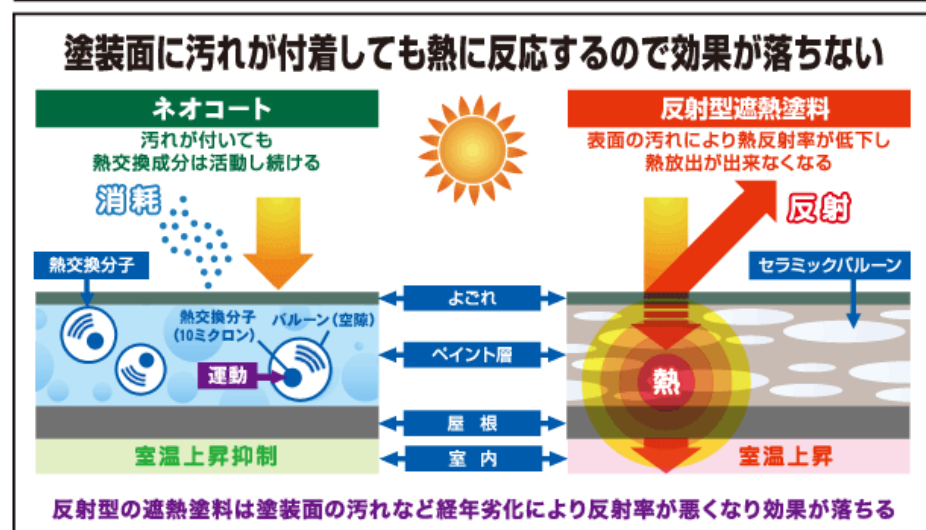 塗装面に汚れが付着しても熱に反応するので効果が落ちない
ネオコート
汚れが付いても
熱交換成分は活動し続ける
消耗
熱交換分子
熱交換分子
(10ミクロン)
バルーン(空隙)
運動
室温上昇抑制
よごれ
ペイント層
屋根
室内
反射型遮熱塗料
表面の汚れにより熱反射率が低下し
熱放出が出来なくなる
反射
セラミックバルーン
熱
室温上昇
反射型の遮熱塗料は塗装面の汚れなど経年劣化により反射率が悪くなり効果が落ちる